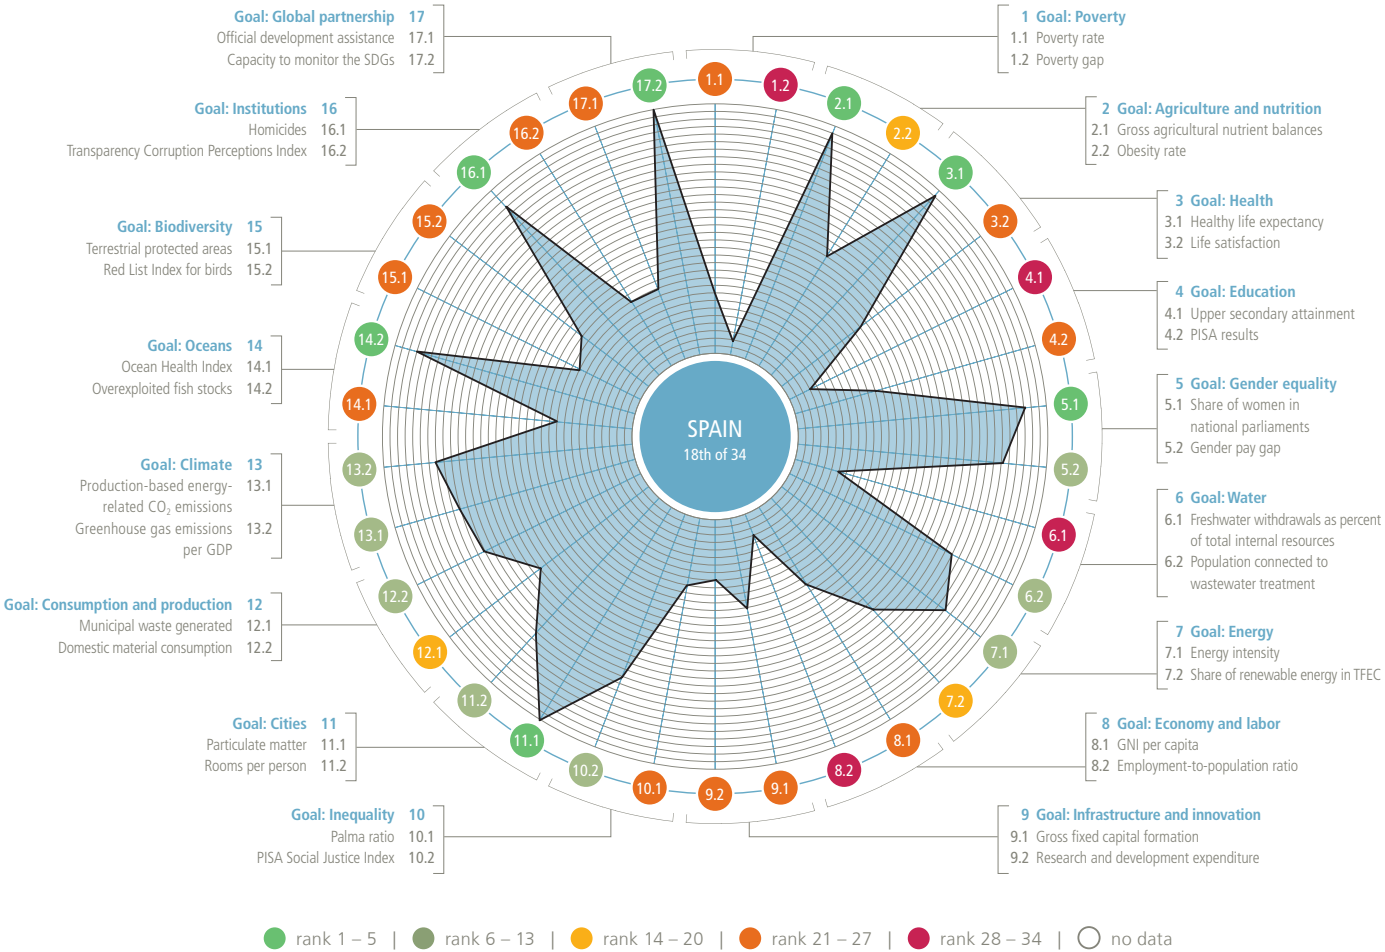 Goal: Global partnership 17
Official development assistance 17.1
Capacity to monitor the SDGs 17.2
Goal: Institutions 16
Homicides 16.1
Transparency Corruption Perceptions Index 16.2
Goal: Biodiversity 15
Terrestrial protected areas 15.1
Red List Index for birds 15.2
Goal: Oceans 14
Ocean Health Index 14.1
Overexploited fish stocks 14.2
Goal: Climate 13
Production-based energy- 13.1
related CO₂ emissions
Greenhouse gas emissions 13.2
per GDP
Goal: Consumption and production 12
Municipal waste generated 12.1
Domestic material consumption 12.2
Goal: Cities 11
Particulate matter 11.1
Rooms per person 11.2
Goal: Inequality 10
Palma ratio 10.1
PISA Social Justice Index 10.2
1 Goal: Poverty
1.1 Poverty rate
1.2 Poverty gap
2 Goal: Agriculture and nutrition
2.1 Gross agricultural nutrient balances
2.2 Obesity rate
3 Goal: Health
3.1 Healthy life expectancy
3.2 Life satisfaction
4 Goal: Education
4.1 Upper secondary attainment
4.2 PISA results
5 Goal: Gender equality
5.1 Share of women in
national parliaments
5.2 Gender pay gap
6 Goal: Water
6.1 Freshwater withdrawals as percent
of total internal resources
6.2 Population connected to
wastewater treatment
7 Goal: Energy
7.1 Energy intensity
7.2 Share of renewable energy in TFEC
8 Goal: Economy and labor
8.1 GNI per capita
8.2 Employment-to-population ratio
9 Goal: Infrastructure and innovation
9.1 Gross fixed capital formation
9.2 Research and development expenditure
1.1
1.2
2.1
2.2
3.1
3.2
4.1
4.2
5.1
5.2
6.1
6.2
7.1
7.2
8.1
8.2
9.1
9.2
10.1
10.2
11.1
11.2
12.1
12.2
13.1
13.2
14.1
14.2
15.1
15.2
16.1
16.2
17.1
17.2
SPAIN
18th of 34
rank 1 – 5 | rank 6 – 13 | rank 14 – 20 | rank 21 – 27 | rank 28 – 34 | no data